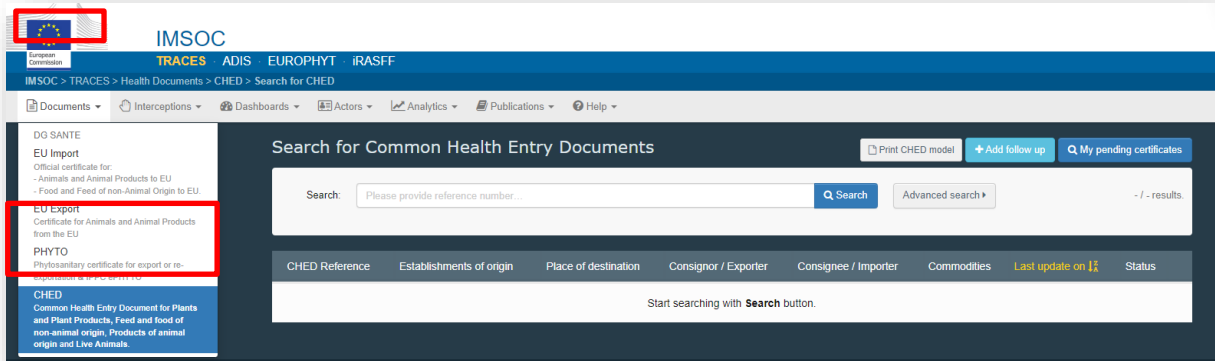 IMSOC
European
Commission
TRACES · ADIS · EUROPHYT · iRASFF
IMSOC > TRACES > Health Documents > CHED > Search for CHED
Documents Interceptions Dashboards Actors Analytics Publications Help
DG SANTE
EU Import
Official certificate for:
- Animals and Animal Products to EU
- Food and Feed of non-Animal Origin to EU.
EU Export
Certificate for Animals and Animal Products
from the EU
PHYTO
Phytosanitary certificate for export or re-
exportation & IPPC ePHYTO
CHED
Common Health Entry Document for Plants
and Plant Products, Feed and food of
non-animal origin, Products of animal
origin and Live Animals.
Search for Common Health Entry Documents
Print CHED model +Add follow up My pending certificates
Search: Please provide reference number... Search Advanced search - / - results.
CHED Reference Establishments of origin Place of destination Consignor / Exporter Consignee / Importer Commodities Last update on Status
Start searching with Search button.